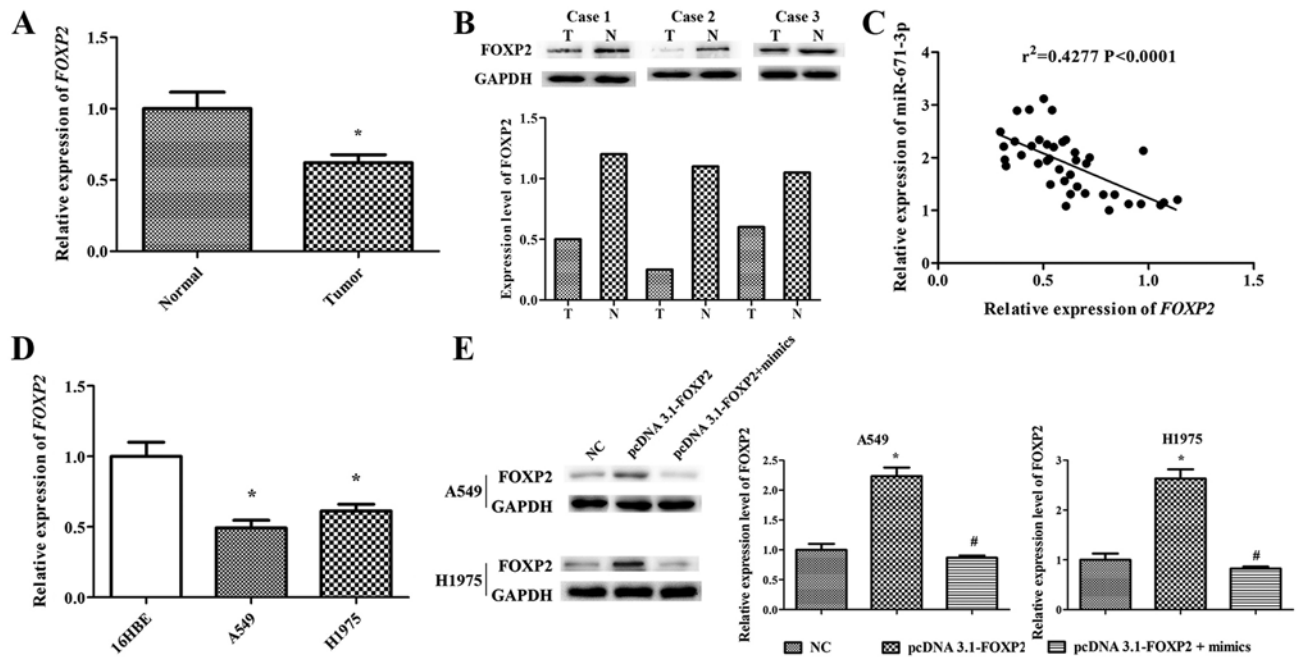 A
Relative expression of FOXP2
1.5
1.0
0.5
0.0
Normal
Tumor
*
B
Case 1 Case 2 Case 3
T N T N T N
FOXP2
GAPDH
Expression level of FOXP2
1.5
1.0
0.5
0.0
T N T N T N
C
r²=0.4277 P<0.0001
Relative expression of miR-671-3p
4
3
2
1
0
0.0 0.5 1.0 1.5
Relative expression of FOXP2
D
Relative expression of FOXP2
1.5
1.0
0.5
0.0
*
*
16HBE
A549
H1975
E
NC
pcDNA 3.1-FOXP2
pcDNA 3.1-FOXP2+mimics
A549
FOXP2
GAPDH
H1975
FOXP2
GAPDH
A549
Relative expression level of FOXP2
2.5
2.0
1.5
1.0
0.5
0.0
*
#
H1975
Relative expression level of FOXP2
3
2
1
0
*
#
NC pcDNA 3.1-FOXP2 pcDNA 3.1-FOXP2 + mimics